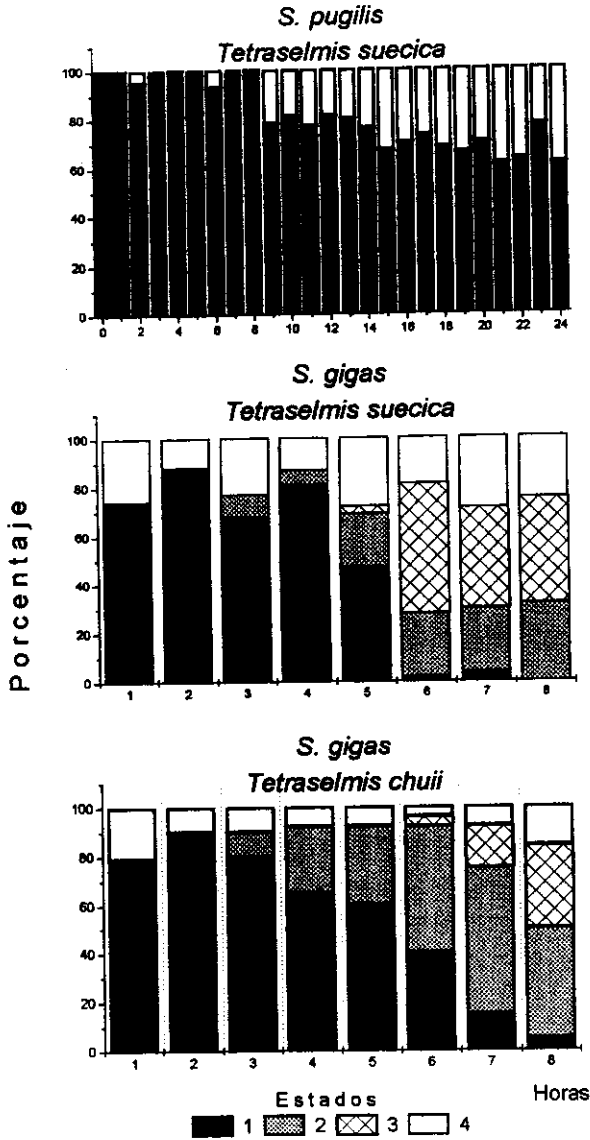 S. pugilis
Tetraselmis suecica
100
80
60
40
20
0
0 2 4 6 8 10 12 14 16 18 20 22 24
S. gigas
Tetraselmis suecica
100
80
60
40
20
0
1 2 3 4 5 6 7 8
Porcentaje
S. gigas
Tetraselmis chuii
100
80
60
40
20
0
1 2 3 4 5 6 7 8
Estados
Horas
1 2 3 4